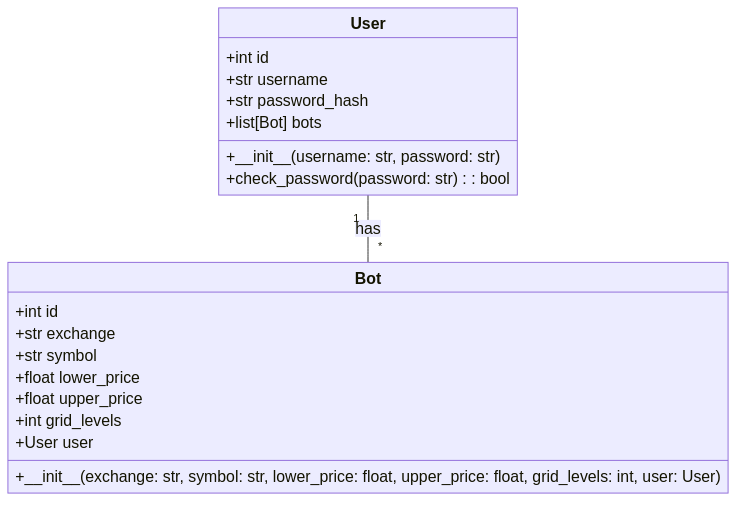 User
+int id
+str username
+str password_hash
+list[Bot] bots
+__init__(username: str, password: str)
+check_password(password: str) : : bool
1
has
*
Bot
+int id
+str exchange
+str symbol
+float lower_price
+float upper_price
+int grid_levels
+User user
+__init__(exchange: str, symbol: str, lower_price: float, upper_price: float, grid_levels: int, user: User)